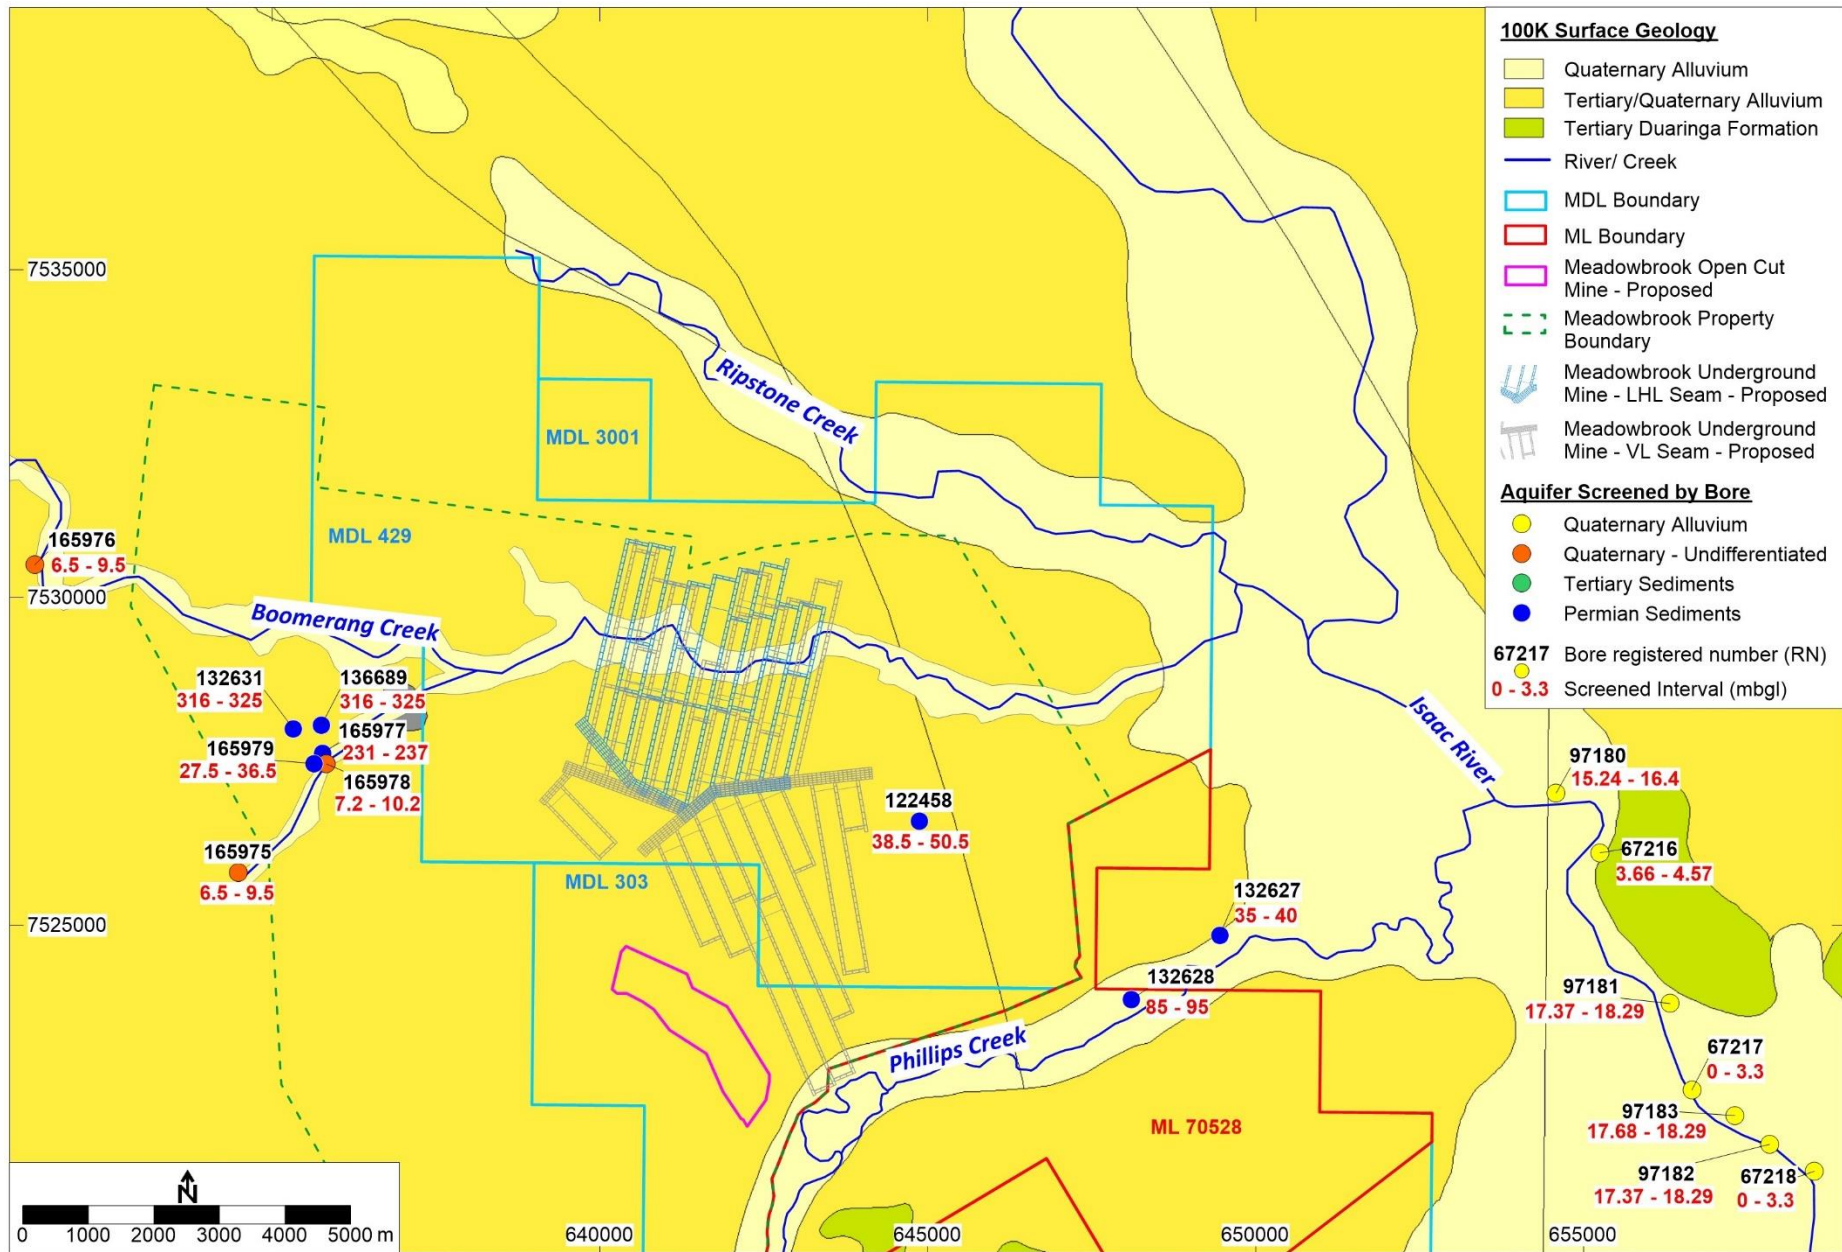 100K Surface Geology
Quaternary Alluvium
Tertiary/Quaternary Alluvium
Tertiary Duaringa Formation
River/ Creek
MDL Boundary
ML Boundary
Meadowbrook Open Cut
Mine - Proposed
Meadowbrook Property
Boundary
Meadowbrook Underground
Mine - LHL Seam - Proposed
Meadowbrook Underground
Mine - VL Seam - Proposed
Aquifer Screened by Bore
Quaternary Alluvium
Quaternary - Undifferentiated
Tertiary Sediments
Permian Sediments
67217 Bore registered number (RN)
0 - 3.3 Screened Interval (mbgl)
7535000
Ripstone Creek
MDL 3001
MDL 429
165976
6.5 - 9.5
7530000
Boomerang Creek
132631
316 - 325
136689
316 - 325
165977
231 - 237
165979
27.5 - 36.5
165978
7.2 - 10.2
165975
6.5 - 9.5
122458
38.5 - 50.5
MDL 303
Isaac River
97180
15.24 - 16.4
67216
3.66 - 4.57
132627
35 - 40
7525000
132628
85 - 95
97181
17.37 - 18.29
Phillips Creek
67217
0 - 3.3
97183
17.68 - 18.29
ML 70528
97182
17.37 - 18.29
67218
0 - 3.3
N
0 1000 2000 3000 4000 5000 m
640000
645000
650000
655000